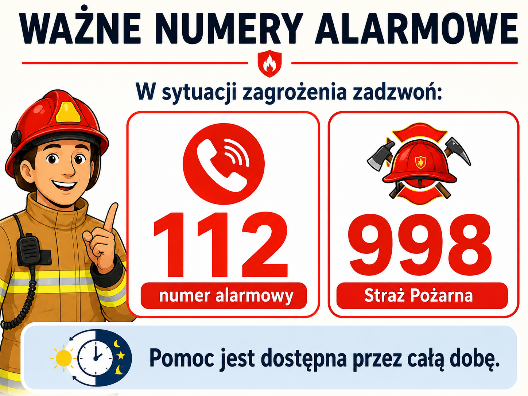 WAŻNE NUMERY ALARMOWE
W sytuacji zagrożenia zadzwoń:
112
numer alarmowy
998
Straż Pożarna
Pomoc jest dostępna przez całą dobę.